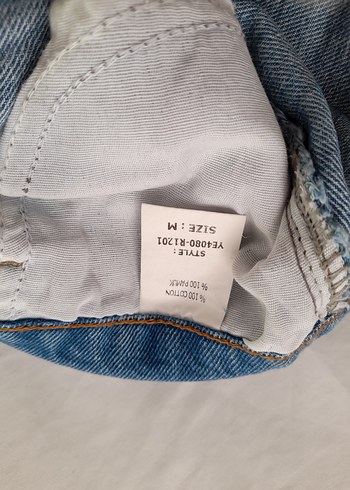 % 100 COTTON
% 100 PAMUK
STYLE :
YE4080-R1201
SIZE : M